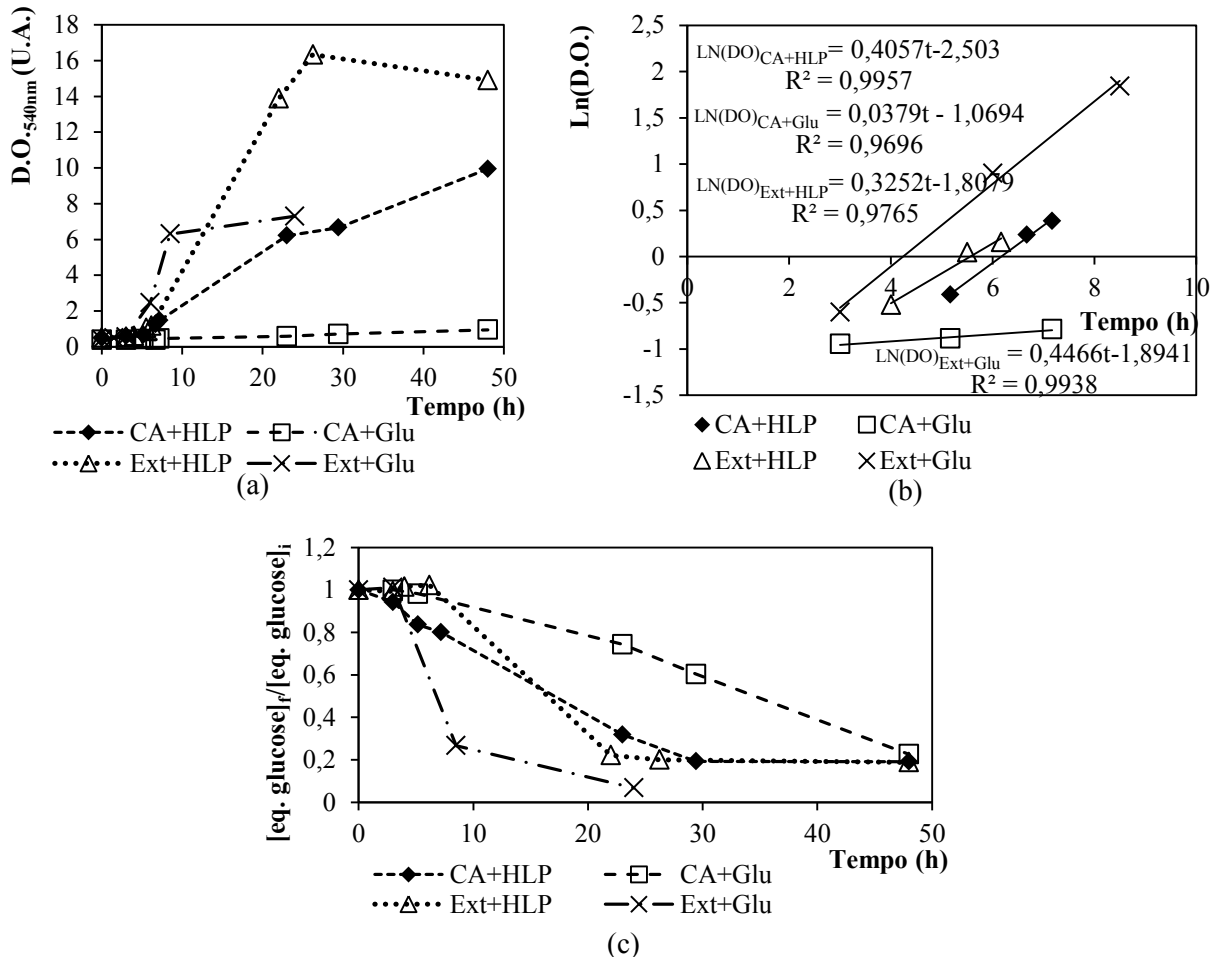 D.O.540nm (U.A.)
18
16
14
12
10
8
6
4
2
0
0 10 20 30 40 50
Tempo (h)
CA+HLP CA+Glu
Ext+HLP Ext+Glu
(a)
Ln(D.O.)
2,5
2
1,5
1
0,5
0
-0,5
-1
-1,5
LN(DO)CA+HLP= 0,4057t-2,503
R² = 0,9957
LN(DO)CA+Glu = 0,0379t - 1,0694
R² = 0,9696
LN(DO)Ext+HLP = 0,3252t-1,8079
R² = 0,9765
0 2 4 6 8 10
Tempo (h)
LN(DO)Ext+Glu = 0,4466t-1,8941
R² = 0,9938
CA+HLP CA+Glu
Ext+HLP Ext+Glu
(b)
[eq. glucose]f/[eq. glucose]i
1,2
1
0,8
0,6
0,4
0,2
0
0 10 20 30 40 50
Tempo (h)
CA+HLP CA+Glu
Ext+HLP Ext+Glu
(c)